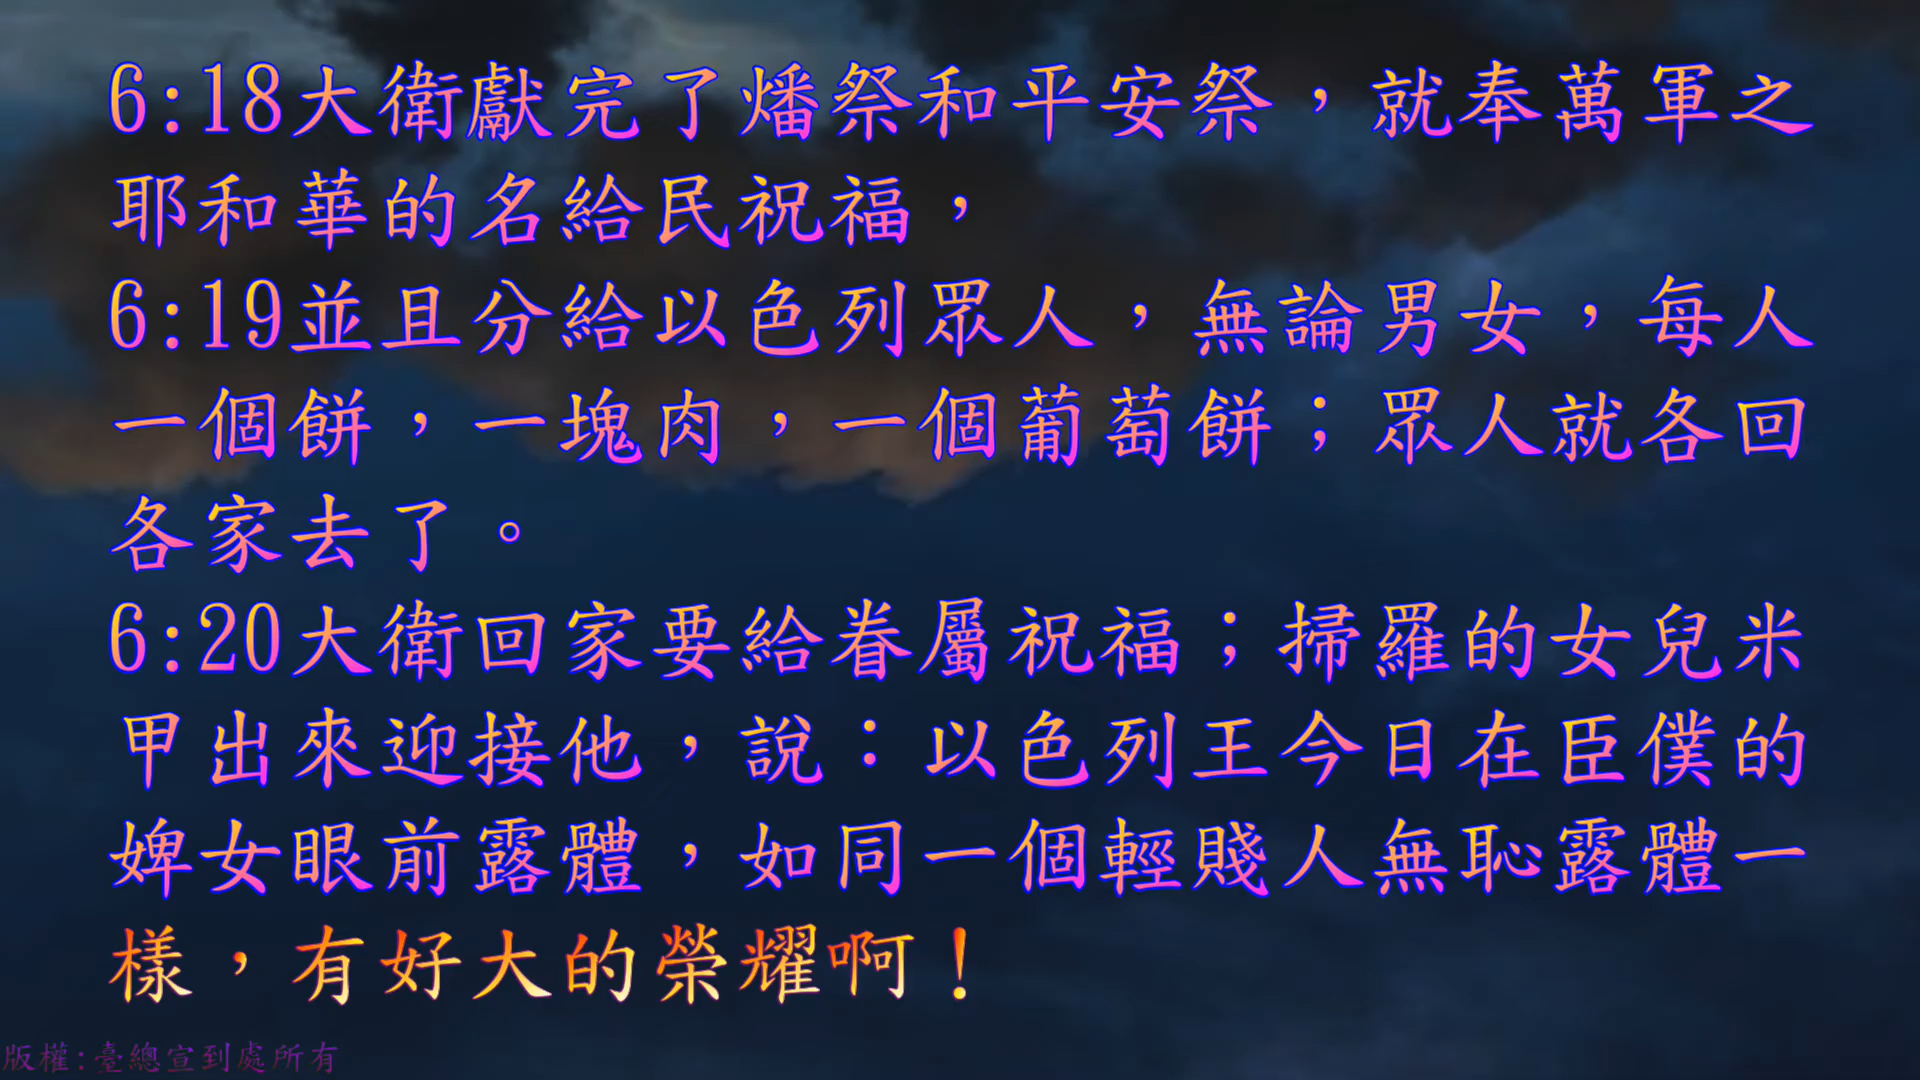 6:18大衛獻完了燔祭和平安祭，就奉萬軍之
耶和華的名給民祝福，
6:19並且分給以色列眾人，無論男女，每人
一個餅，一塊肉，一個葡萄餅；眾人就各回
各家去了。
6:20大衛回家要給眷屬祝福；掃羅的女兒米
甲出來迎接他，說：以色列王今日在臣僕的
婢女眼前露體，如同一個輕賤人無恥露體一
樣，有好大的榮耀啊！
版權:臺總宣到處所有